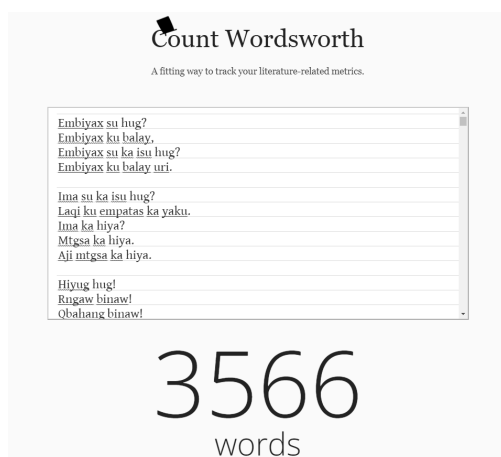 Count Wordsworth
A fitting way to track your literature-related metrics.
Embiyax su hug?
Embiyax ku balay,
Embiyax su ka isu hug?
Embiyax ku balay uri.
Ima su ka isu hug?
Laqi ku empatas ka yaku.
Ima ka hiya?
Mtgsa ka hiya.
Aji mtgsa ka hiya.
Hiyug hug!
Rngaw binaw!
Qbahang binaw!
3566
words